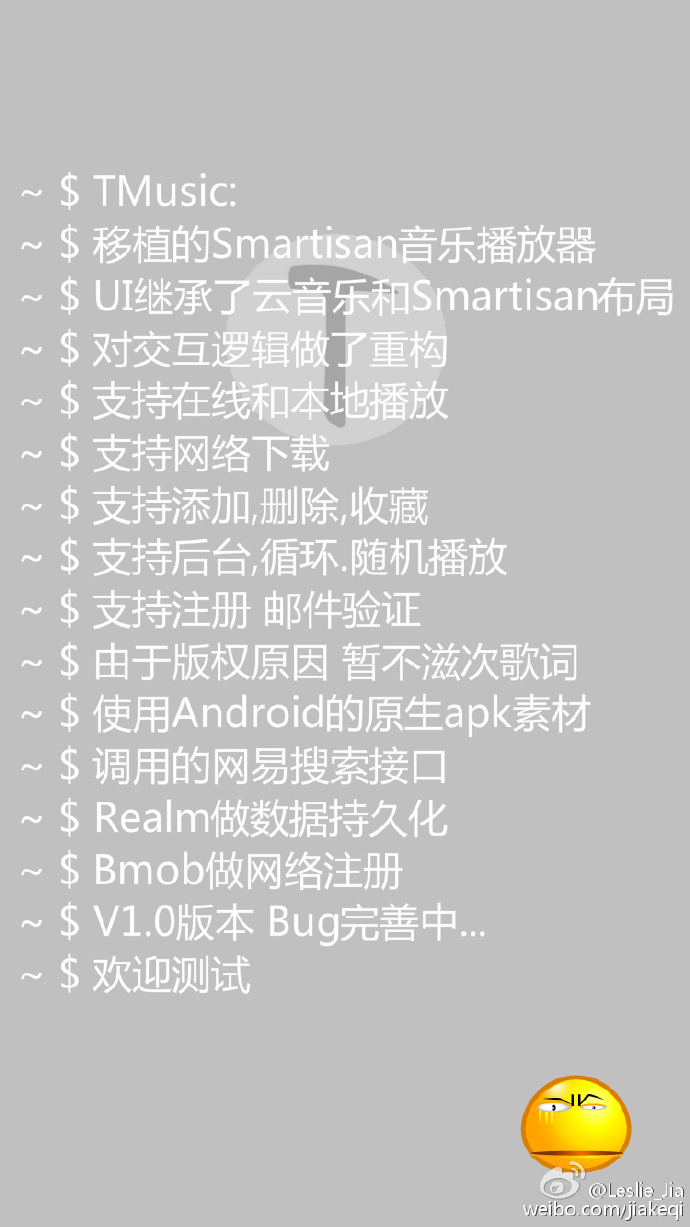 ~ $ TMusic:
~ $ 移植的Smartisan音乐播放器
~ $ UI继承了云音乐和Smartisan布局
~ $ 对交互逻辑做了重构
~ $ 支持在线和本地播放
~ $ 支持网络下载
~ $ 支持添加,删除,收藏
~ $ 支持后台,循环.随机播放
~ $ 支持注册 邮件验证
~ $ 由于版权原因 暂不滋次歌词
~ $ 使用Android的原生apk素材
~ $ 调用的网易搜索接口
~ $ Realm做数据持久化
~ $ Bmob做网络注册
~ $ V1.0版本 Bug完善中...
~ $ 欢迎测试
@Leslie_Jia
weibo.com/jiakeqi